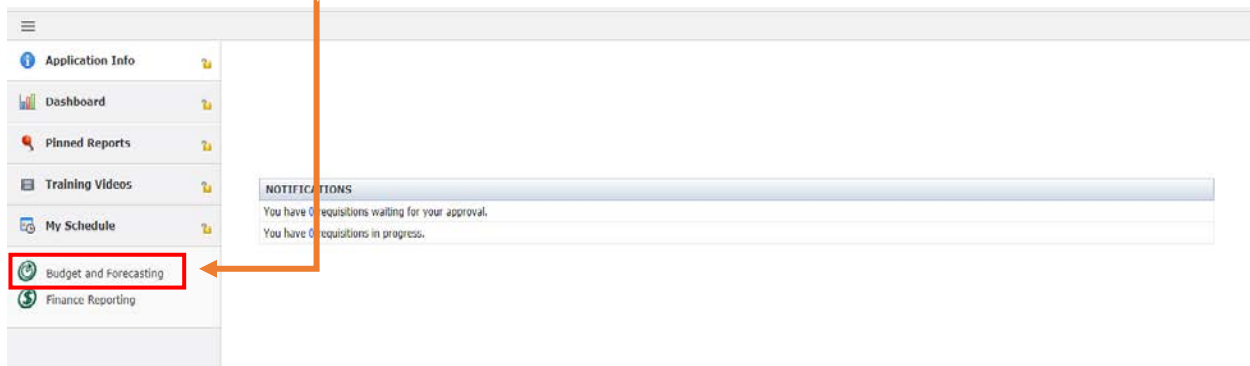 Application Info
Dashboard
Pinned Reports
Training Videos
My Schedule
Budget and Forecasting
Finance Reporting
NOTIFICATIONS
You have 0 requisitions waiting for your approval.
You have 0 requisitions in progress.